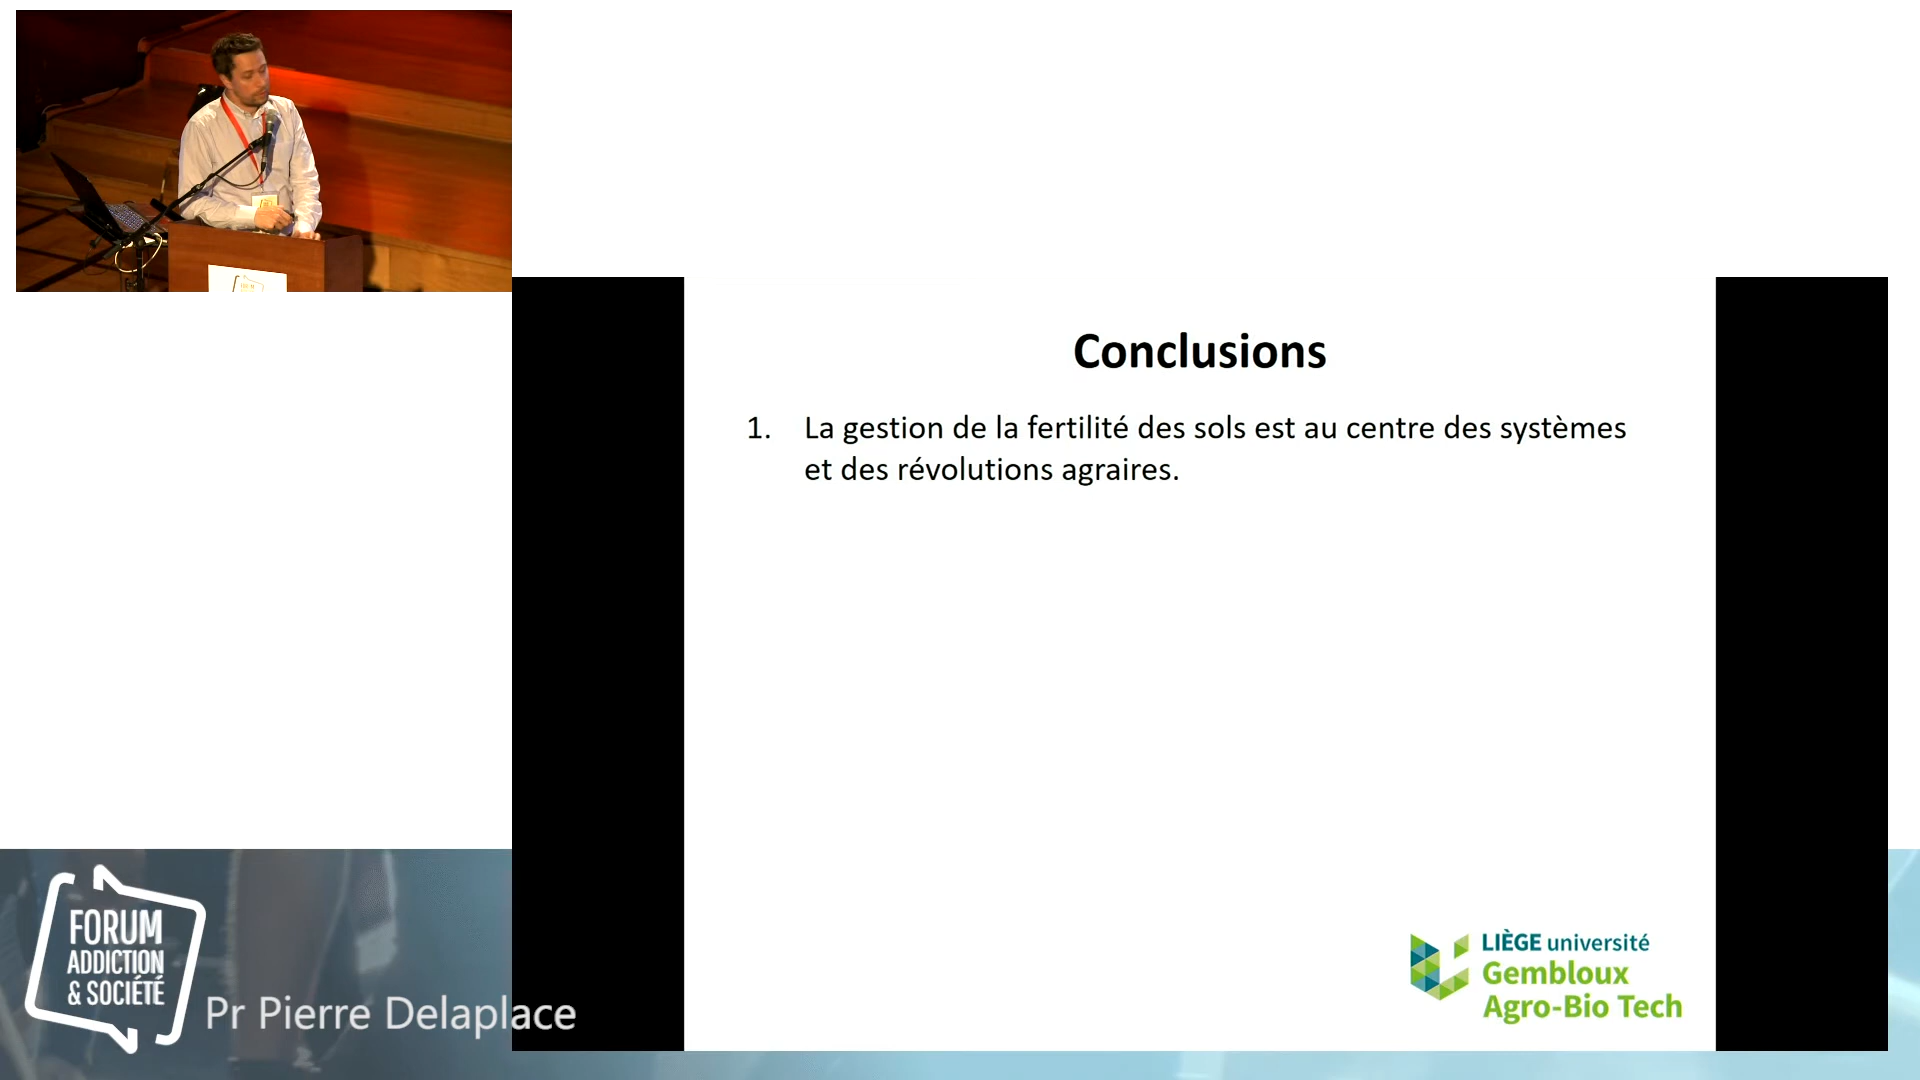 Conclusions
1. La gestion de la fertilité des sols est au centre des systèmes
et des révolutions agraires.
LIÈGE université
Gembloux
Agro-Bio Tech
FORUM
ADDICTION
& SOCIÉTÉ
Pr Pierre Delaplace